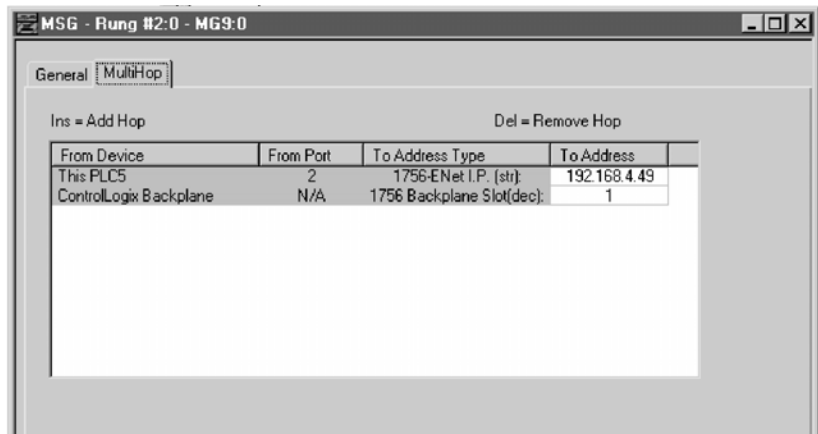 MSG - Rung #2:0 - MG9:0
General MultiHop
Ins = Add Hop Del = Remove Hop
From Device From Port To Address Type To Address
This PLC5 2 1756-ENet I.P. (str): 192.168.4.49
ControlLogix Backplane N/A 1756 Backplane Slot(dec): 1